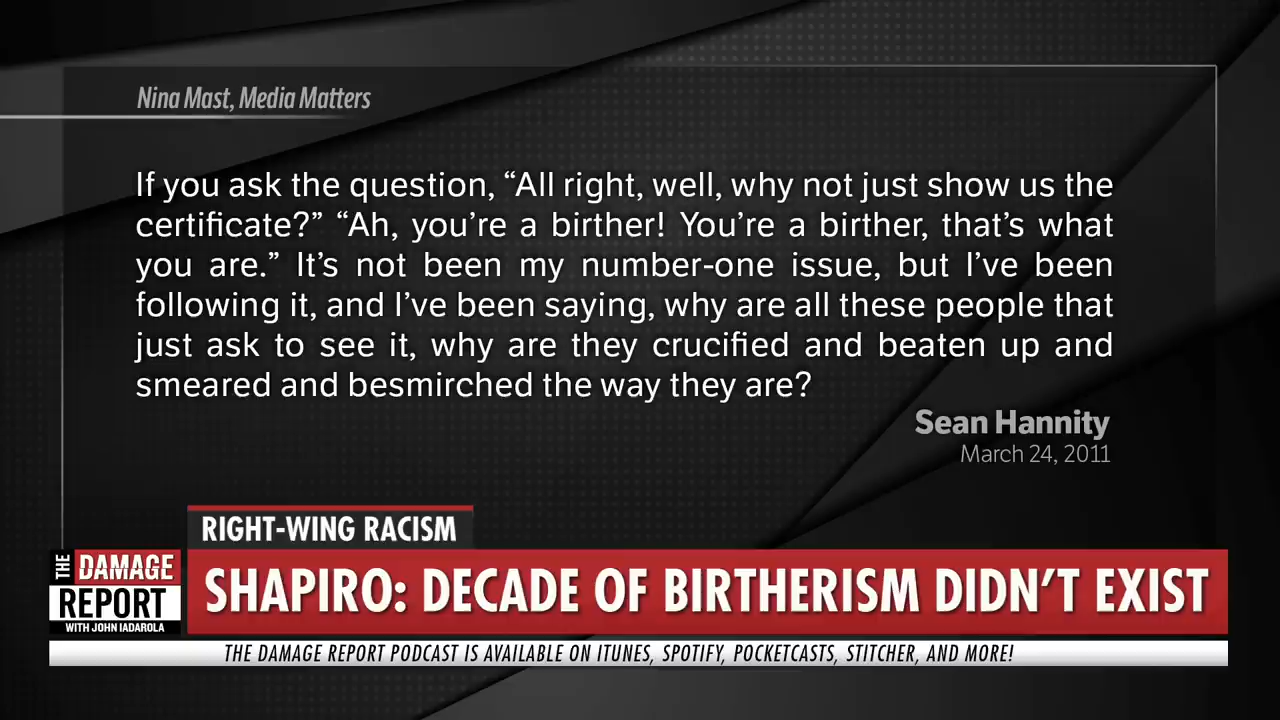 Nina Mast, Media Matters
If you ask the question, “All right, well, why not just show us the
certificate?” “Ah, you’re a birther! You’re a birther, that’s what
you are.” It’s not been my number-one issue, but I’ve been
following it, and I’ve been saying, why are all these people that
just ask to see it, why are they crucified and beaten up and
smeared and besmirched the way they are?
Sean Hannity
March 24, 2011
RIGHT-WING RACISM
THE DAMAGE
REPORT
WITH JOHN IADAROLA
SHAPIRO: DECADE OF BIRTHERISM DIDN’T EXIST
THE DAMAGE REPORT PODCAST IS AVAILABLE ON ITUNES, SPOTIFY, POCKETCASTS, STITCHER, AND MORE!